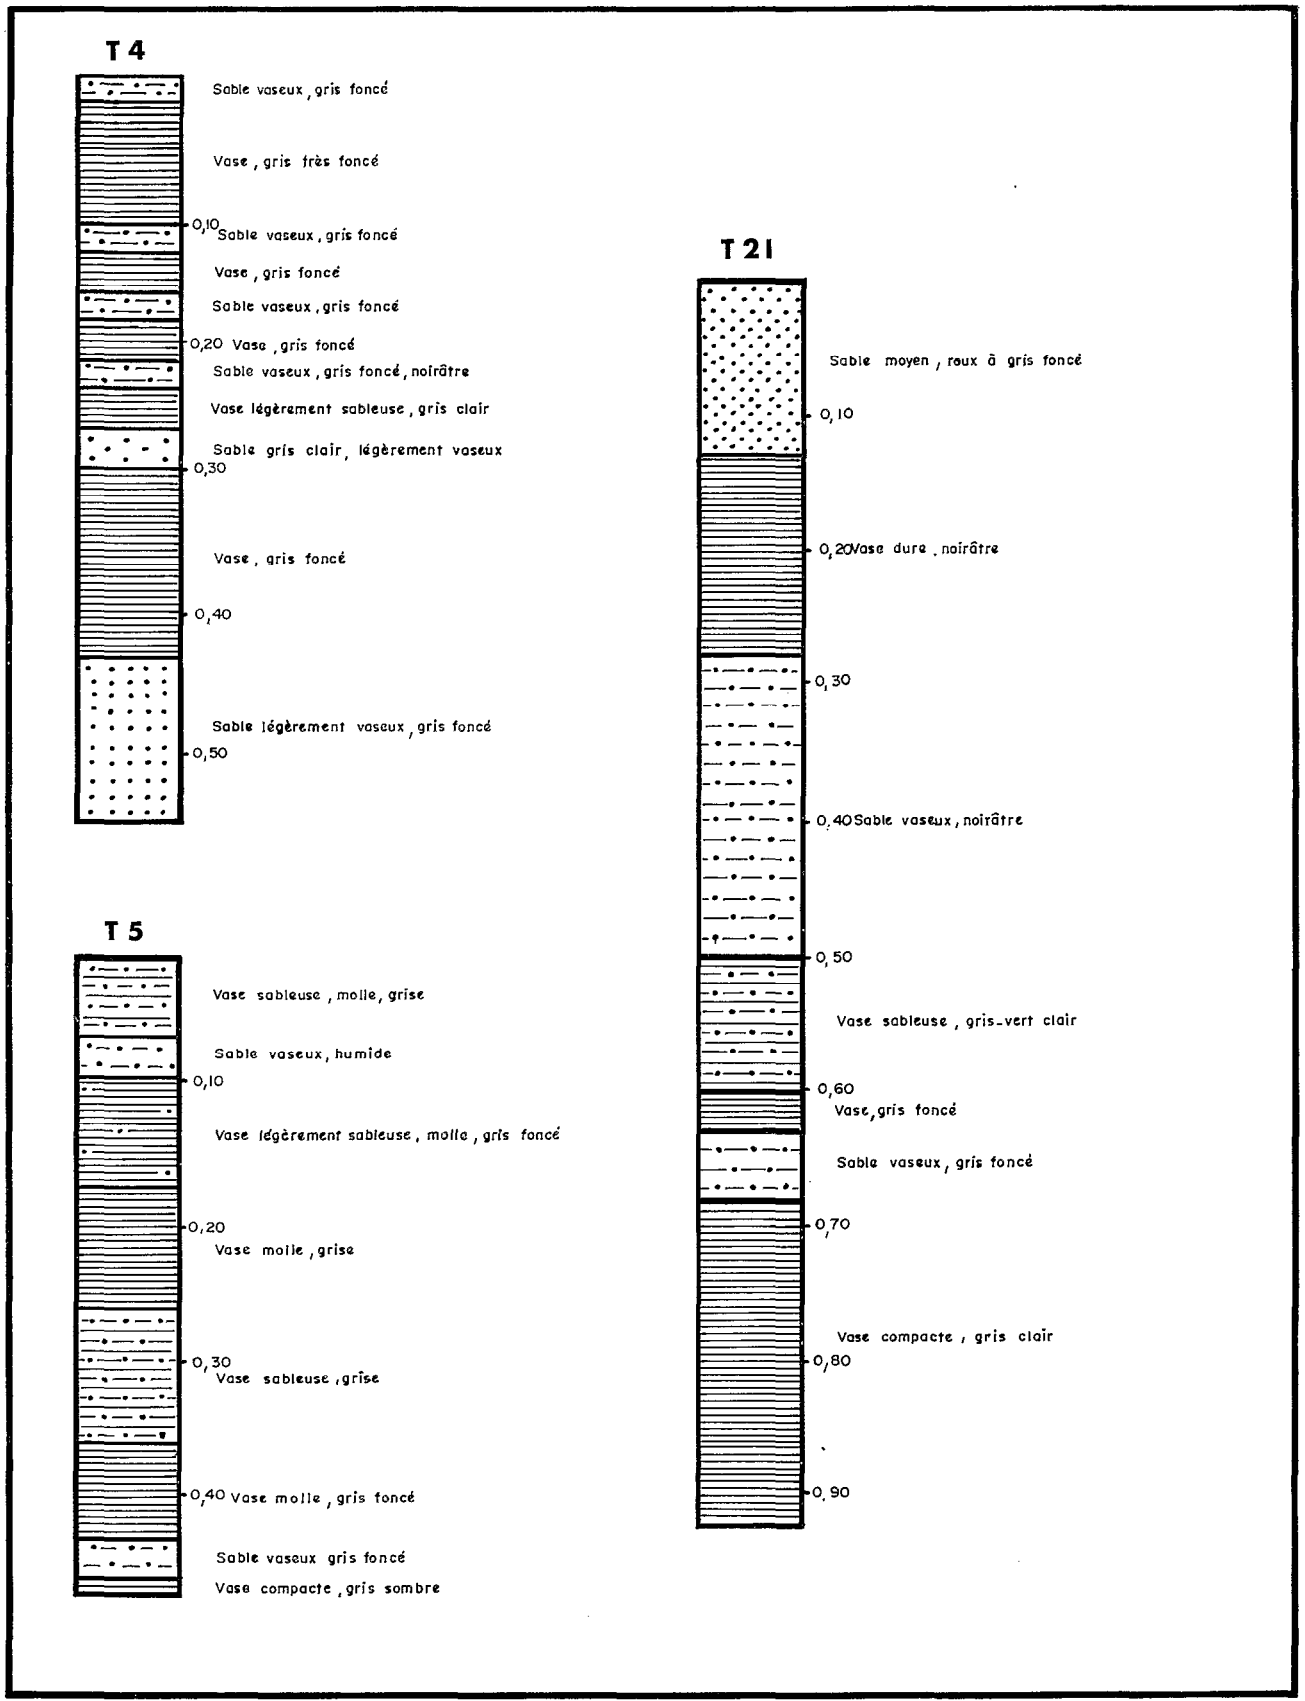 T 4
Sable vaseux, gris foncé
Vase, gris très foncé
0,10
Sable vaseux, gris foncé
Vase, gris foncé
Sable vaseux, gris foncé
0,20 Vase, gris foncé
Sable vaseux, gris foncé, noirâtre
Vase légèrement sableuse, gris clair
Sable gris clair, légèrement vaseux
0,30
Vase, gris foncé
0,40
Sable légèrement vaseux, gris foncé
0,50
T 5
Vase sableuse, molle, grise
Sable vaseux, humide
0,10
Vase légèrement sableuse, molle, gris foncé
0,20
Vase molle, grise
0,30
Vase sableuse, grise
0,40 Vase molle, gris foncé
Sable vaseux gris foncé
Vase compacte, gris sombre
T 21
Sable moyen, roux à gris foncé
0,10
0,20 Vase dure, noirâtre
0,30
0,40 Sable vaseux, noirâtre
0,50
Vase sableuse, gris-vert clair
0,60
Vase, gris foncé
Sable vaseux, gris foncé
0,70
Vase compacte, gris clair
0,80
0,90